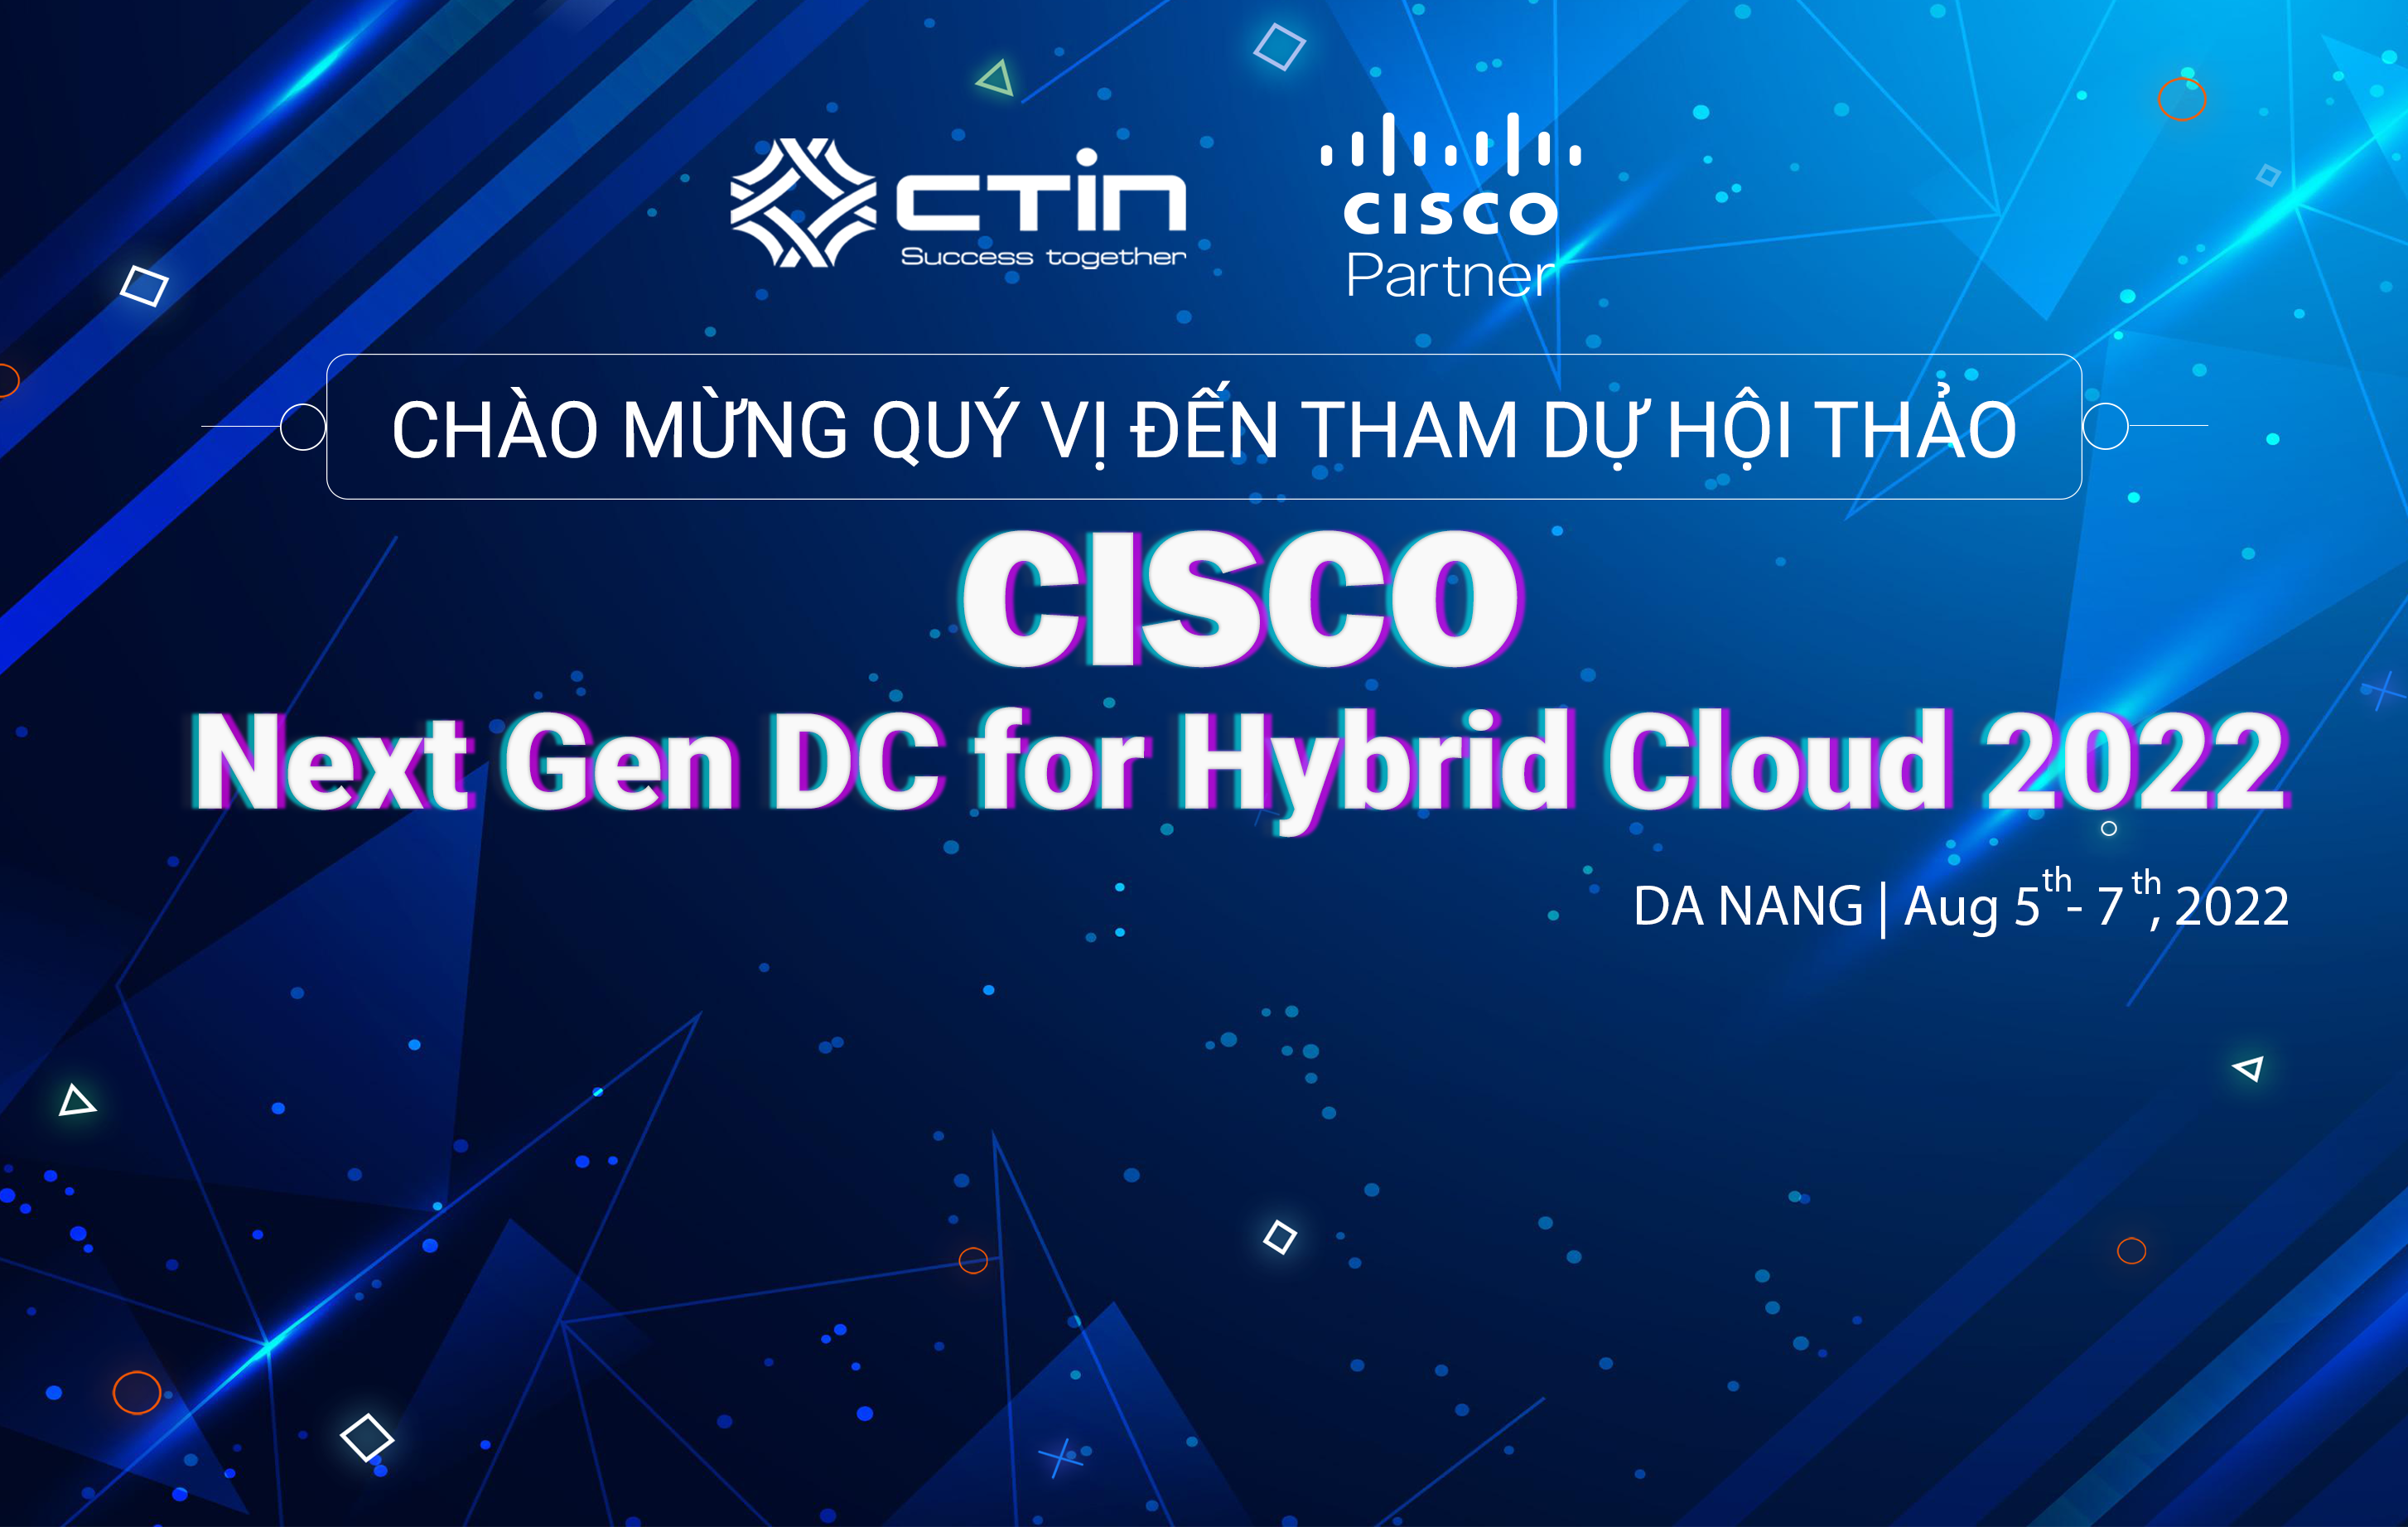 CTIN
Success together
CISCO
Partner
CHÀO MỪNG QUÝ VỊ ĐẾN THAM DỰ HỘI THẢO
CISCO
Next Gen DC for Hybrid Cloud 2022
DA NANG | Aug 5th - 7th, 2022